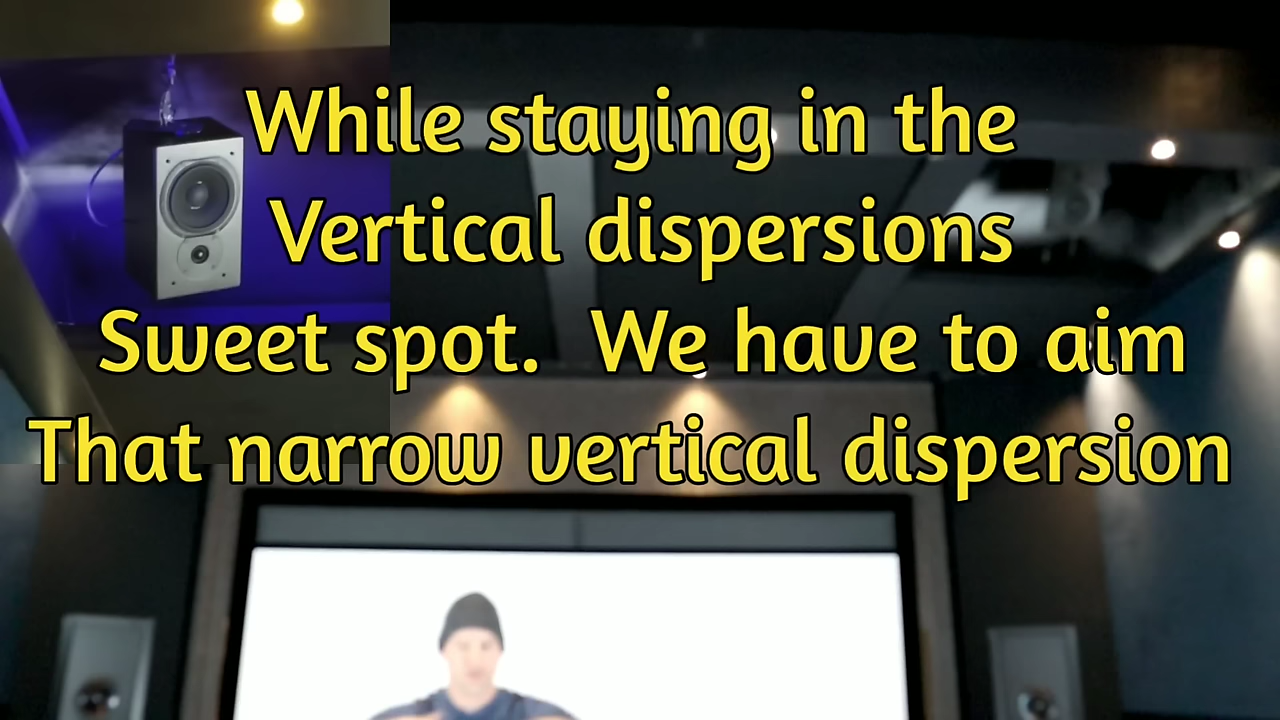 While staying in the
Vertical dispersions
Sweet spot.  We have to aim
That narrow vertical dispersion